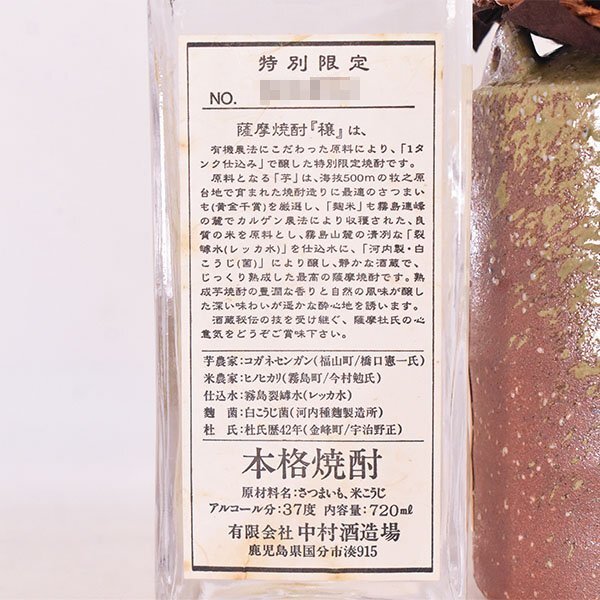 特別限定
NO.
薩摩焼酎『穣』は、
有機農法にこだわった原料により、「1タ
ンク仕込み」で醸した特別限定焼酎です。
原料となる「芋」は、海抜500mの牧之原
台地で育まれた焼酎造りに最適のさつまい
も(黄金千貫)を厳選し、「麹米」も霧島連峰
の麓でカルゲン農法により収穫された、良
質の米を原料とし、霧島山麓の清冽な「裂
罅水(レッカ水)」を仕込水に、「河内製・白
こうじ(菌)」により醸し、静かな酒蔵で、
じっくり熟成した最高の薩摩焼酎です。熟
成芋焼酎の豊潤な香りと自然の風味が醸し
た深い味わいが遥かな酔心地を誘います。
酒蔵秘伝の技を受け継ぐ、薩摩杜氏の心
意気をどうぞご賞味下さい。
芋農家：コガネセンガン(福山町/橋口憲一氏)
米農家：ヒノヒカリ(霧島町/今村勉氏)
仕込水：霧島裂罅水(レッカ水)
麹　菌：白こうじ菌(河内種麹製造所)
杜　氏：杜氏歴42年(金峰町/宇治野正)
本格焼酎
原材料名：さつまいも、米こうじ
アルコール分：37度 内容量：720mℓ
有限会社 中村酒造場
鹿児島県国分市湊915